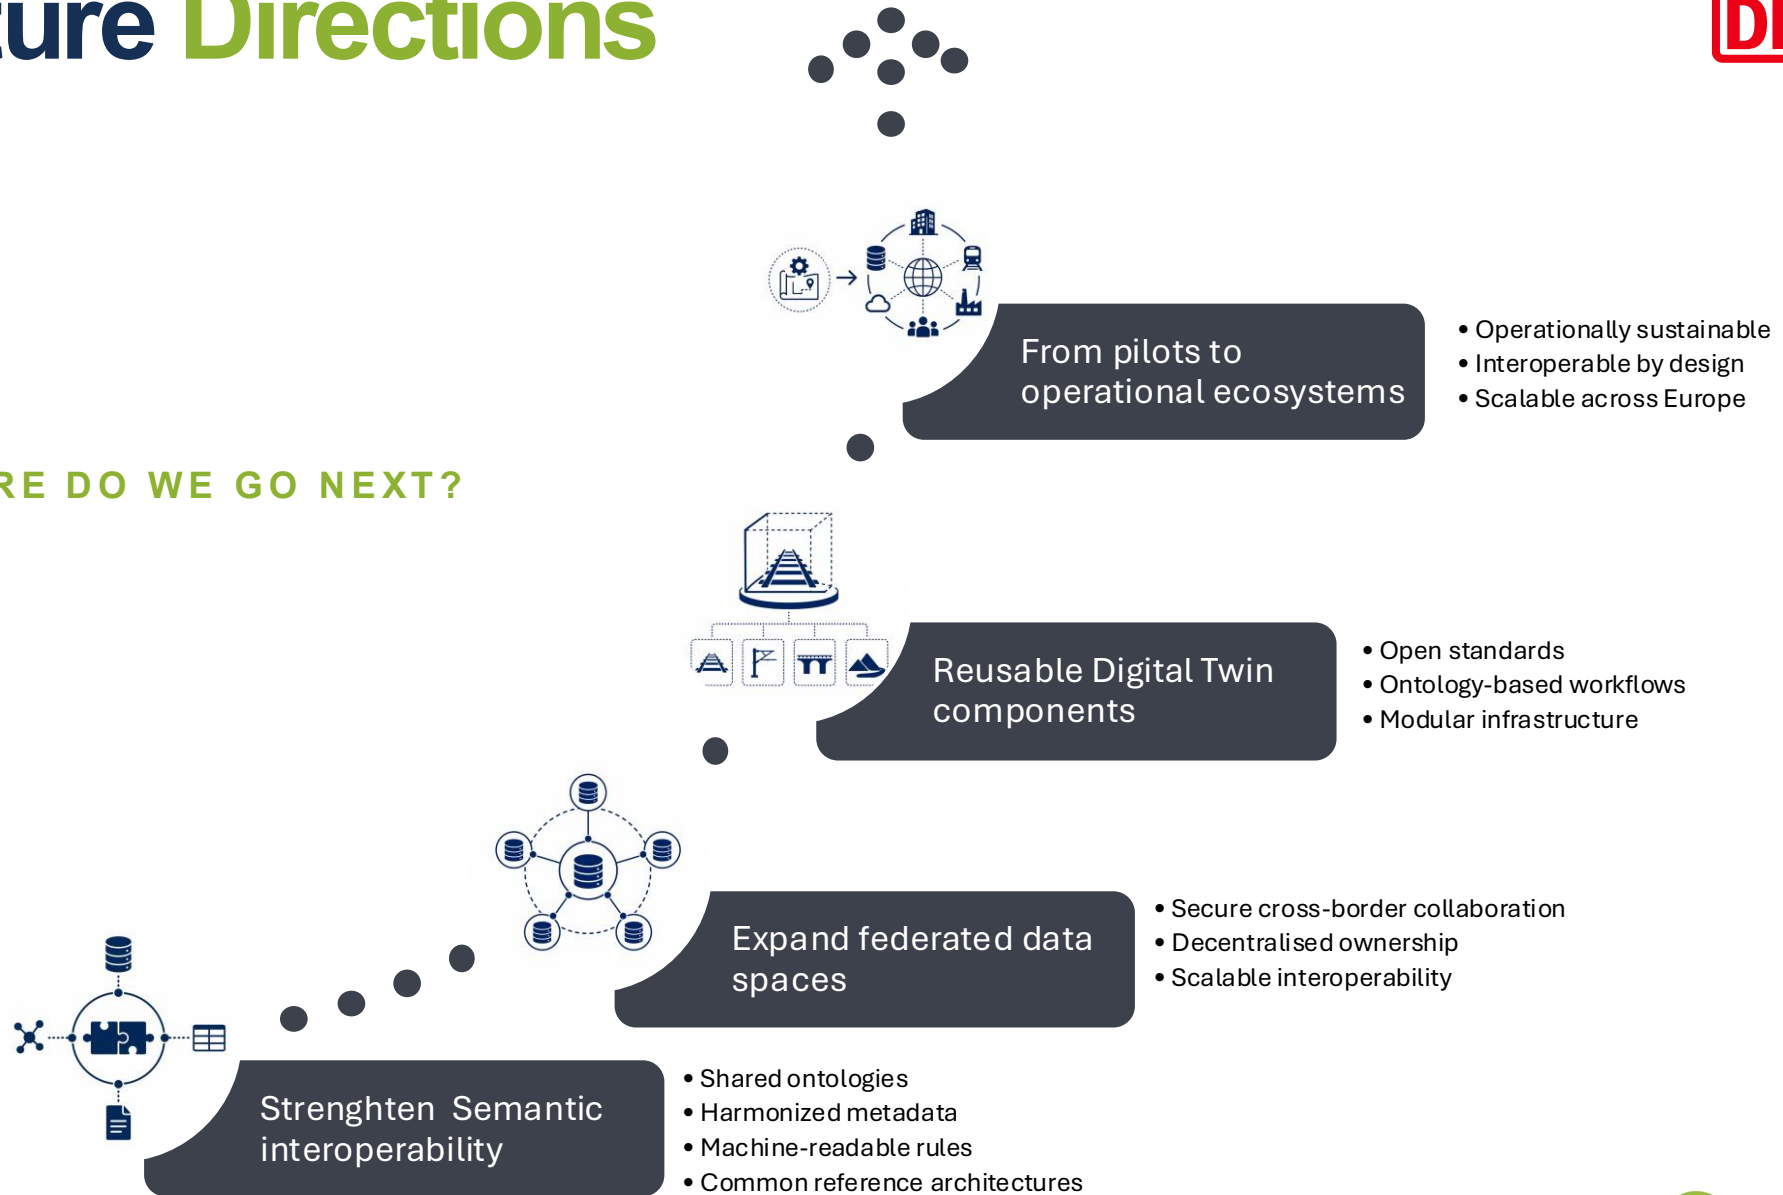 ture Directions
RE DO WE GO NEXT?
From pilots to
operational ecosystems
• Operationally sustainable
• Interoperable by design
• Scalable across Europe
Reusable Digital Twin
components
• Open standards
• Ontology-based workflows
• Modular infrastructure
Expand federated data
spaces
• Secure cross-border collaboration
• Decentralised ownership
• Scalable interoperability
Strenghten Semantic
interoperability
• Shared ontologies
• Harmonized metadata
• Machine-readable rules
• Common reference architectures